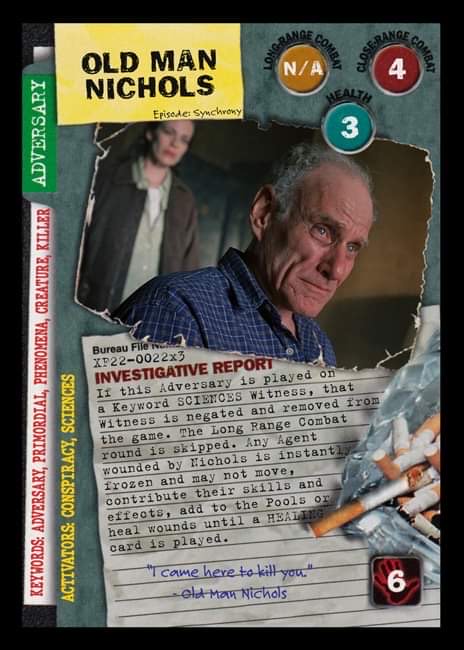 OLD MAN
NICHOLS
Episode: Synchrony
LONG-RANGE COMBAT
N/A
CLOSE-RANGE COMBAT
4
HEALTH
3
ADVERSARY
KEYWORDS: ADVERSARY, PRIMORDIAL, PHENOMENA, CREATURE, KILLER
ACTIVATORS: CONSPIRACY, SCIENCES
Bureau File
XP22-0022x3
INVESTIGATIVE REPORT
If this Adversary is played on
a Keyword SCIENCES Witness, that
Witness is negated and removed from
the game. The Long Range Combat
round is skipped. Any Agent
wounded by Nichols is instantly
frozen and may not move,
contribute their skills and
effects, add to the Pools or
heal wounds until a HEALING
card is played.
"I came here to kill you."
- Old Man Nichols
6